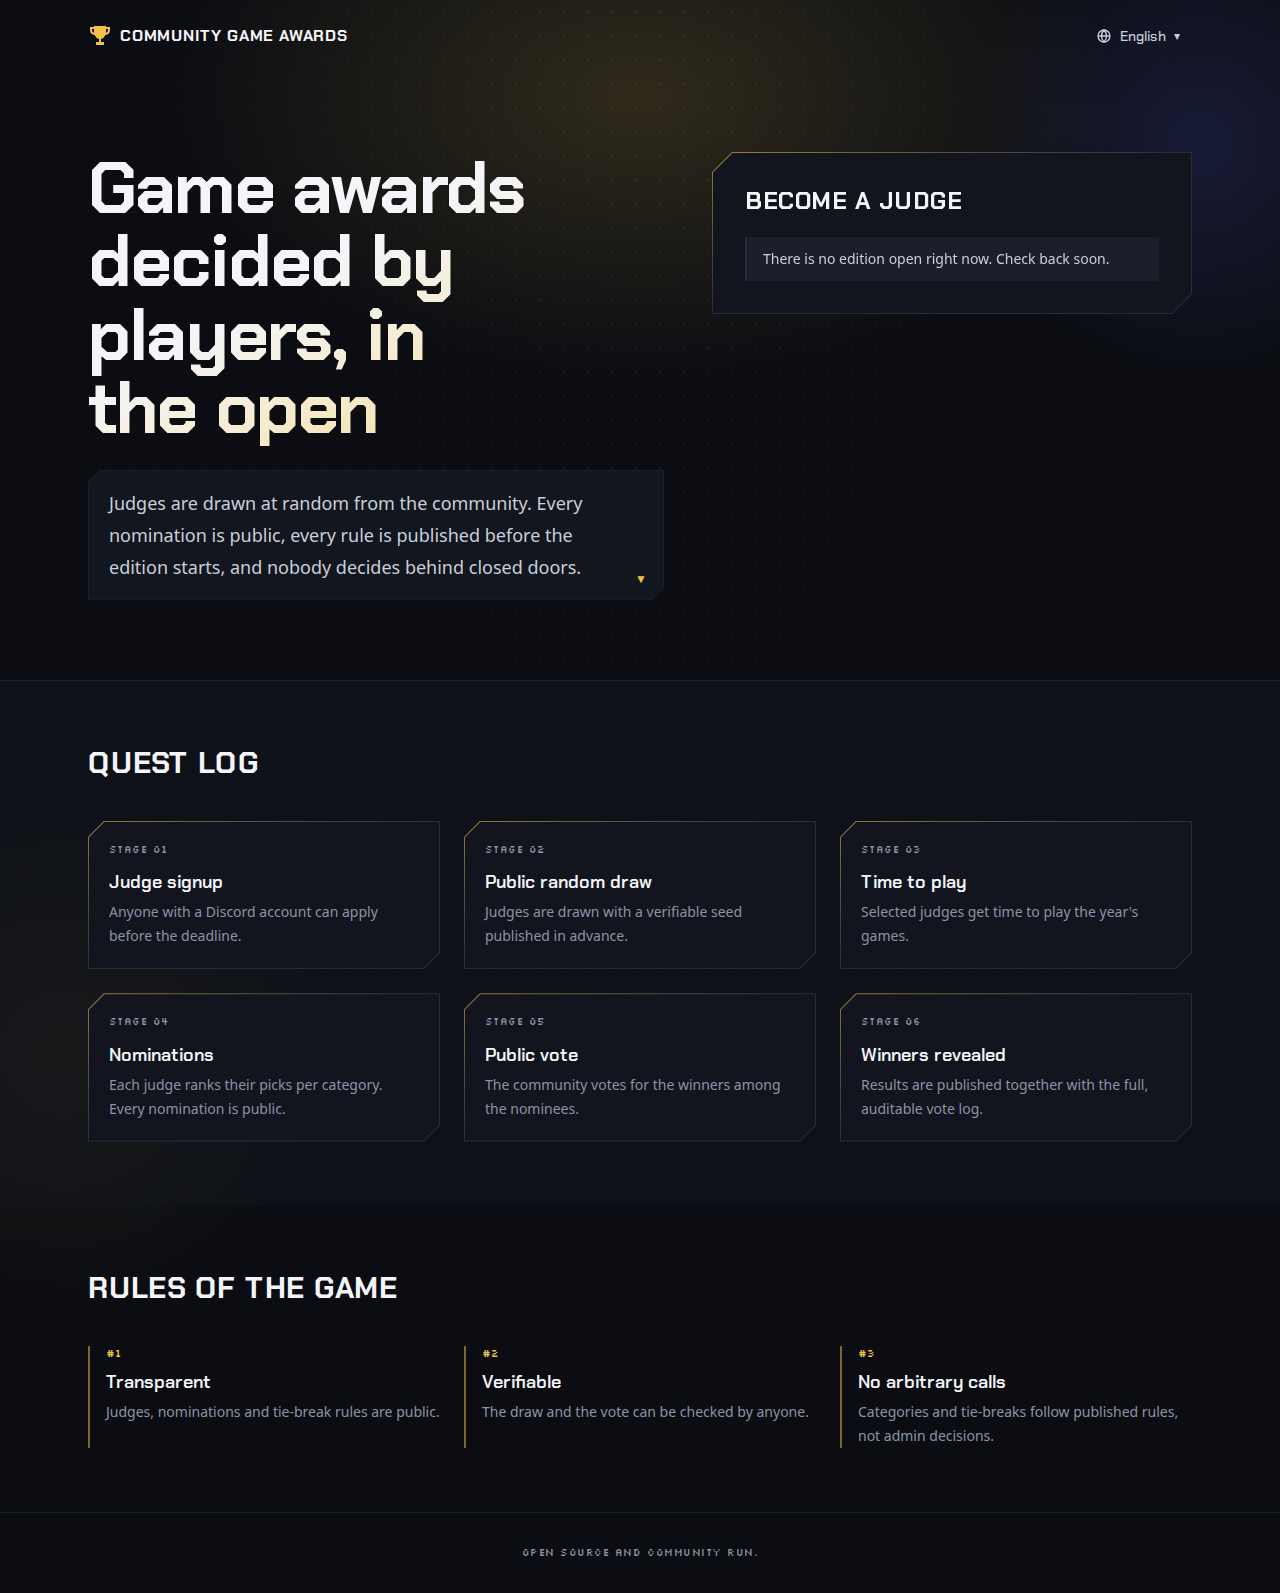 COMMUNITY GAME AWARDS
English ▾
Game awards
decided by
players, in
the open
Judges are drawn at random from the community. Every
nomination is public, every rule is published before the
edition starts, and nobody decides behind closed doors.
▼
BECOME A JUDGE
There is no edition open right now. Check back soon.
QUEST LOG
STAGE 01
Judge signup
Anyone with a Discord account can apply
before the deadline.
STAGE 02
Public random draw
Judges are drawn with a verifiable seed
published in advance.
STAGE 03
Time to play
Selected judges get time to play the year's
games.
STAGE 04
Nominations
Each judge ranks their picks per category.
Every nomination is public.
STAGE 05
Public vote
The community votes for the winners among
the nominees.
STAGE 06
Winners revealed
Results are published together with the full,
auditable vote log.
RULES OF THE GAME
#1
Transparent
Judges, nominations and tie-break rules are public.
#2
Verifiable
The draw and the vote can be checked by anyone.
#3
No arbitrary calls
Categories and tie-breaks follow published rules,
not admin decisions.
OPEN SOURCE AND COMMUNITY RUN.